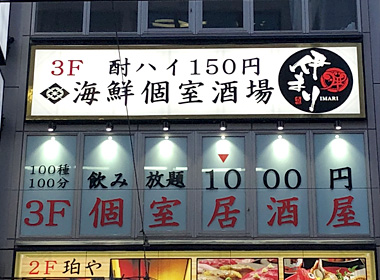 3F 酎ハイ150円
海鮮個室酒場
伊まり
IMARI
100種
100分 飲み放題 1000円
3F個室居酒屋
2F 珀や